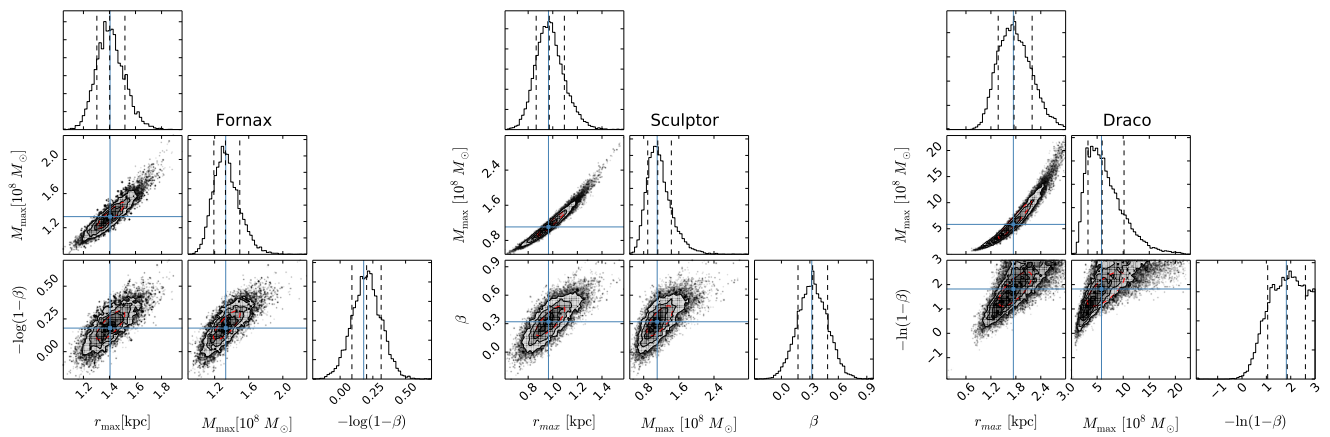 Fornax
Sculptor
Draco
M_max[10^8 M_⊙]
2.0
1.6
1.2
M_max [10^8 M_⊙]
2.4
1.6
0.8
M_max [10^8 M_⊙]
20
15
10
5
−log(1−β)
0.50
0.25
0.00
β
0.9
0.6
0.3
0.0
−ln(1−β)
3
2
1
0
−1
1.2 1.4 1.6 1.8
1.2 1.6 2.0
0.00 0.25 0.50
0.8 1.0 1.2 1.4
0.8 1.6 2.4
0.0 0.3 0.6 0.9
0.6 1.2 1.8 2.4 3.0
0 5 10 15 20
−1 0 1 2 3
r_max[kpc]
M_max[10^8 M_⊙]
−log(1−β)
r_max [kpc]
M_max [10^8 M_⊙]
β
r_max [kpc]
M_max [10^8 M_⊙]
−ln(1−β)